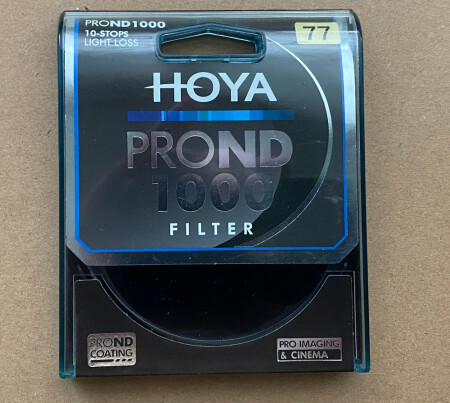 PROND1000
10-STOPS
LIGHT LOSS
77
HOYA
PROND
1000
FILTER
PROND
COATING
PRO IMAGING
& CINEMA